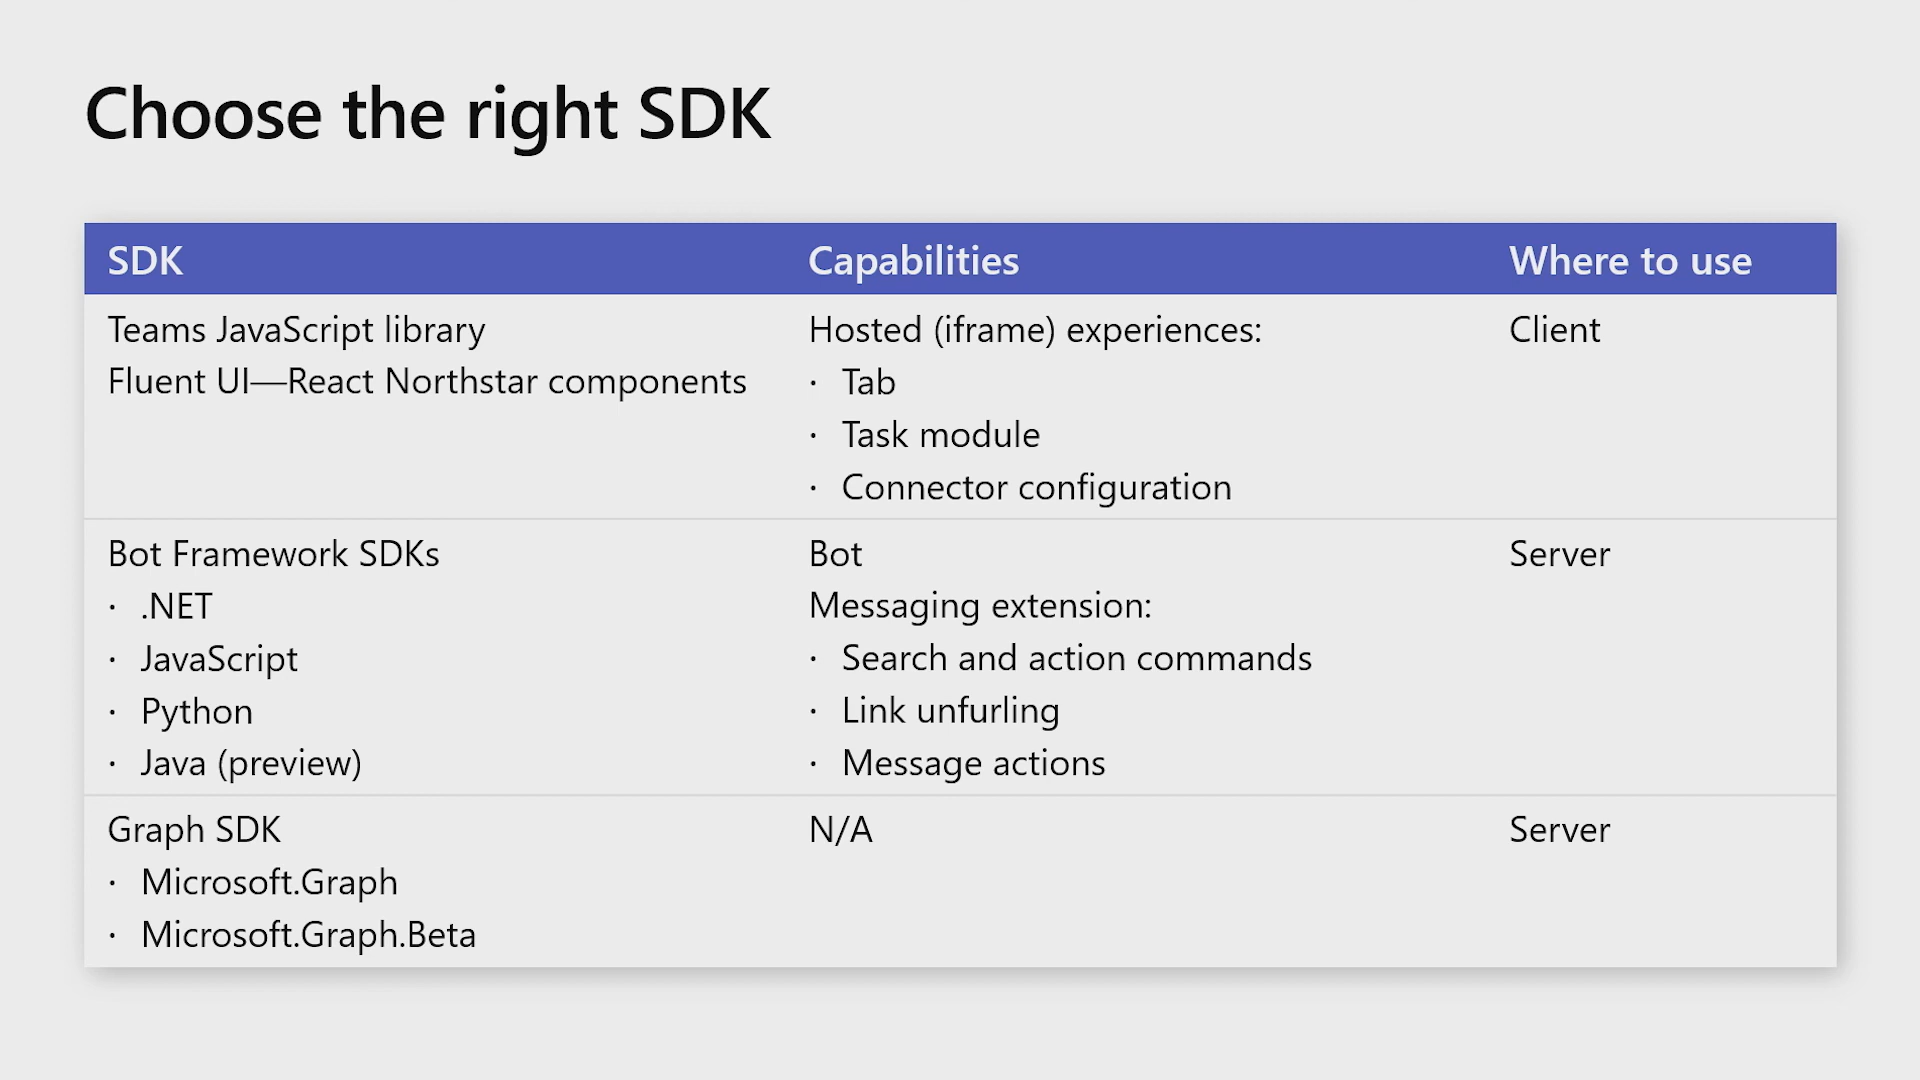 Choose the right SDK
SDK
Capabilities
Where to use
Teams JavaScript library
Fluent UI—React Northstar components
Hosted (iframe) experiences:
· Tab
· Task module
· Connector configuration
Client
Bot Framework SDKs
· .NET
· JavaScript
· Python
· Java (preview)
Bot
Messaging extension:
· Search and action commands
· Link unfurling
· Message actions
Server
Graph SDK
· Microsoft.Graph
· Microsoft.Graph.Beta
N/A
Server